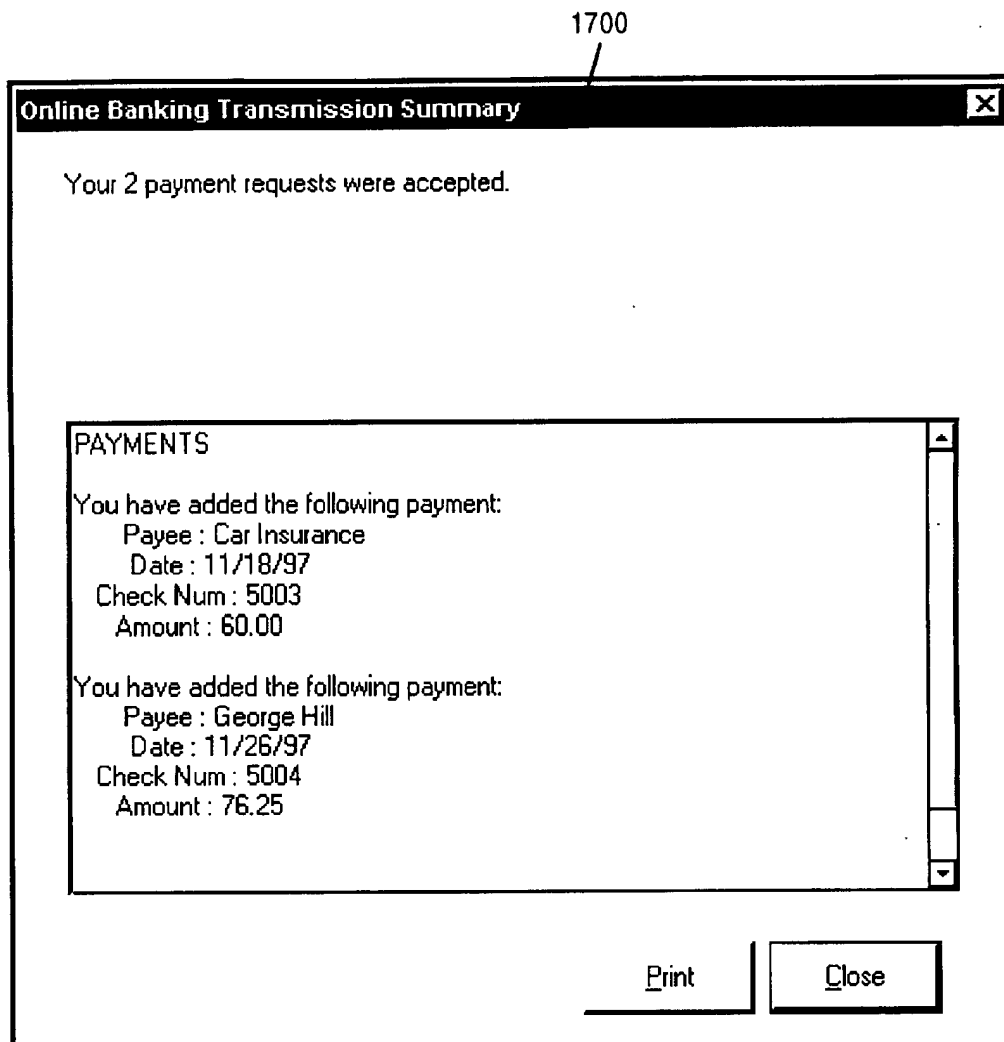 1700
Online Banking Transmission Summary
Your 2 payment requests were accepted.
PAYMENTS
You have added the following payment:
Payee : Car Insurance
Date : 11/18/97
Check Num : 5003
Amount : 60.00
You have added the following payment:
Payee : George Hill
Date : 11/26/97
Check Num : 5004
Amount : 76.25
Print Close